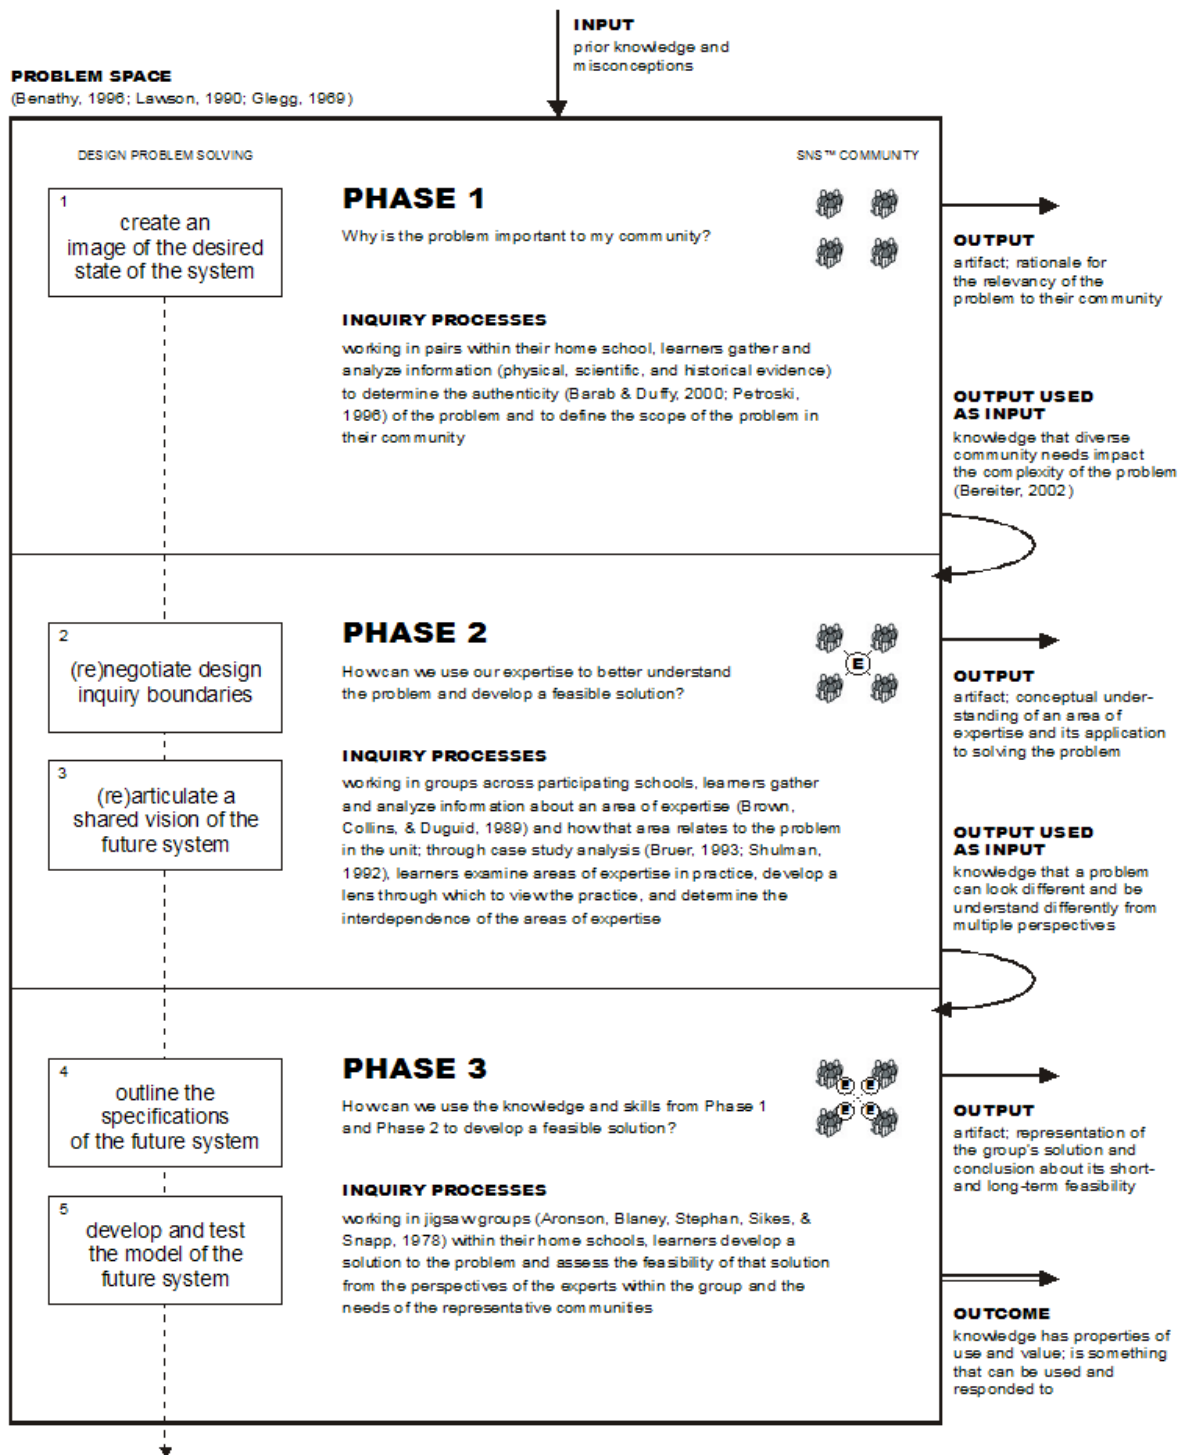 INPUT
prior knowledge and
misconceptions
PROBLEM SPACE
(Benathy, 1996; Lawson, 1990; Glegg, 1969)
DESIGN PROBLEM SOLVING
SNS™ COMMUNITY
1
create an
image of the desired
state of the system
PHASE 1
Why is the problem important to my community?
INQUIRY PROCESSES
working in pairs within their home school, learners gather and
analyze information (physical, scientific, and historical evidence)
to determine the authenticity (Barab & Duffy, 2000; Petroski,
1996) of the problem and to define the scope of the problem in
their community
OUTPUT
artifact; rationale for
the relevancy of the
problem to their community
OUTPUT USED
AS INPUT
knowledge that diverse
community needs impact
the complexity of the problem
(Bereiter, 2002)
2
(re)negotiate design
inquiry boundaries
3
(re)articulate a
shared vision of the
future system
PHASE 2
How can we use our expertise to better understand
the problem and develop a feasible solution?
E
INQUIRY PROCESSES
working in groups across participating schools, learners gather
and analyze information about an area of expertise (Brown,
Collins, & Duguid, 1989) and how that area relates to the problem
in the unit; through case study analysis (Bruer, 1993; Shulman,
1992), learners examine areas of expertise in practice, develop a
lens through which to view the practice, and determine the
interdependence of the areas of expertise
OUTPUT
artifact; conceptual under-
standing of an area of
expertise and its application
to solving the problem
OUTPUT USED
AS INPUT
knowledge that a problem
can look different and be
understand differently from
multiple perspectives
4
outline the
specifications
of the future system
5
develop and test
the model of the
future system
PHASE 3
How can we use the knowledge and skills from Phase 1
and Phase 2 to develop a feasible solution?
E E
E E
INQUIRY PROCESSES
working in jigsaw groups (Aronson, Blaney, Stephan, Sikes, &
Snapp, 1978) within their home schools, learners develop a
solution to the problem and assess the feasibility of that solution
from the perspectives of the experts within the group and the
needs of the representative communities
OUTPUT
artifact; representation of
the group's solution and
conclusion about its short-
and long-term feasibility
OUTCOME
knowledge has properties of
use and value; is something
that can be used and
responded to